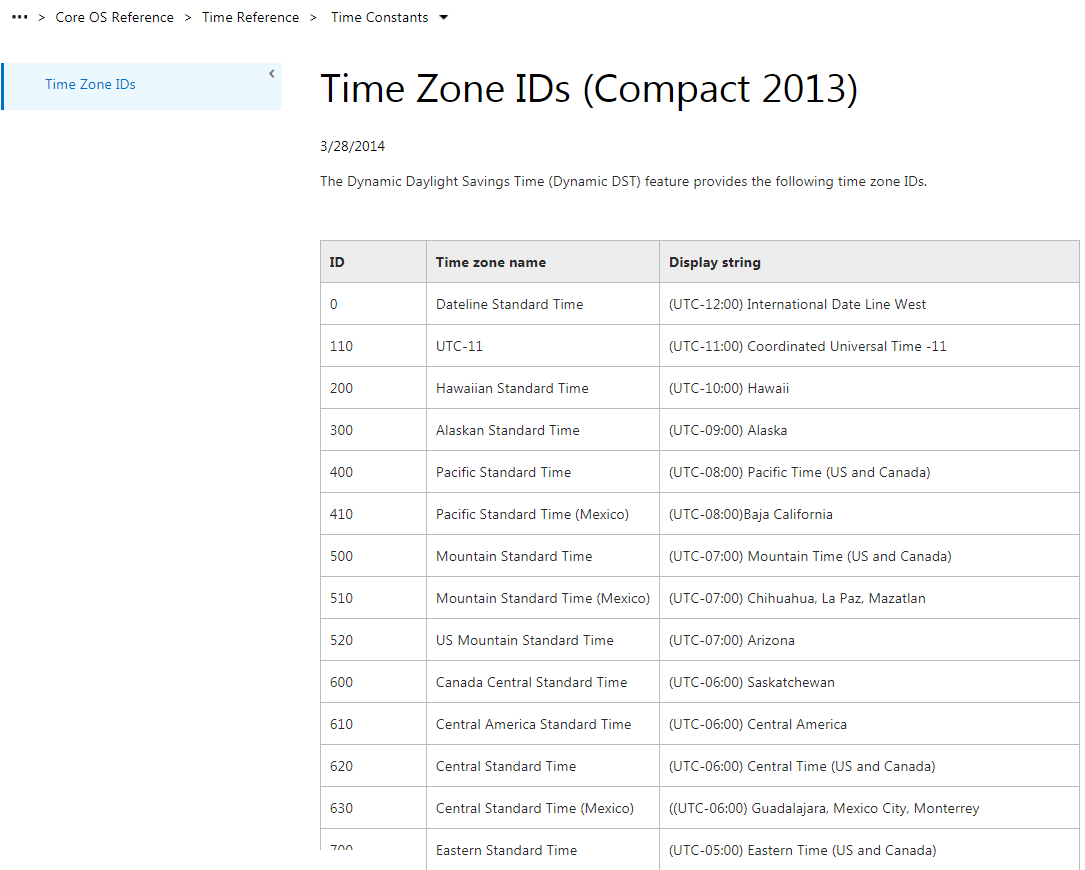 ••• > Core OS Reference > Time Reference > Time Constants
Time Zone IDs
Time Zone IDs (Compact 2013)
3/28/2014
The Dynamic Daylight Savings Time (Dynamic DST) feature provides the following time zone IDs.
ID Time zone name Display string
0 Dateline Standard Time (UTC-12:00) International Date Line West
110 UTC-11 (UTC-11:00) Coordinated Universal Time -11
200 Hawaiian Standard Time (UTC-10:00) Hawaii
300 Alaskan Standard Time (UTC-09:00) Alaska
400 Pacific Standard Time (UTC-08:00) Pacific Time (US and Canada)
410 Pacific Standard Time (Mexico) (UTC-08:00)Baja California
500 Mountain Standard Time (UTC-07:00) Mountain Time (US and Canada)
510 Mountain Standard Time (Mexico) (UTC-07:00) Chihuahua, La Paz, Mazatlan
520 US Mountain Standard Time (UTC-07:00) Arizona
600 Canada Central Standard Time (UTC-06:00) Saskatchewan
610 Central America Standard Time (UTC-06:00) Central America
620 Central Standard Time (UTC-06:00) Central Time (US and Canada)
630 Central Standard Time (Mexico) ((UTC-06:00) Guadalajara, Mexico City, Monterrey
700 Eastern Standard Time (UTC-05:00) Eastern Time (US and Canada)